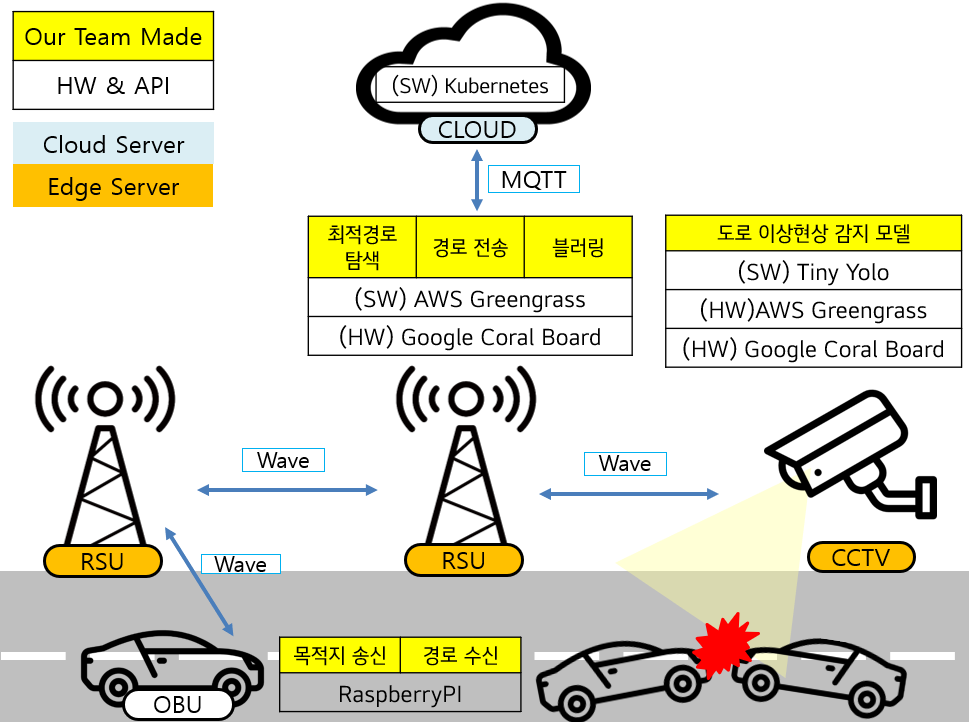 Our Team Made
HW & API
Cloud Server
Edge Server
(SW) Kubernetes
CLOUD
MQTT
최적경로
탐색
경로 전송
블러링
(SW) AWS Greengrass
(HW) Google Coral Board
도로 이상현상 감지 모델
(SW) Tiny Yolo
(HW)AWS Greengrass
(HW) Google Coral Board
Wave
Wave
RSU
RSU
CCTV
Wave
목적지 송신
경로 수신
RaspberryPI
OBU